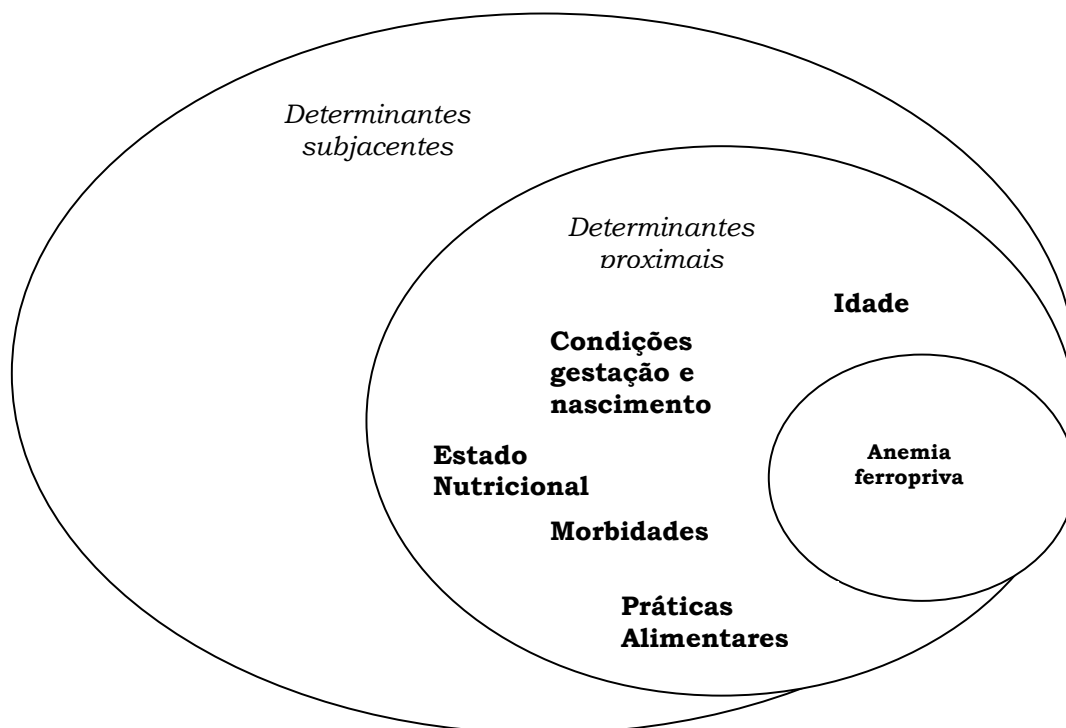 Determinantes
subjacentes
Determinantes
proximais
Idade
Condições
gestação e
nascimento
Estado
Nutricional
Anemia
ferropriva
Morbidades
Práticas
Alimentares